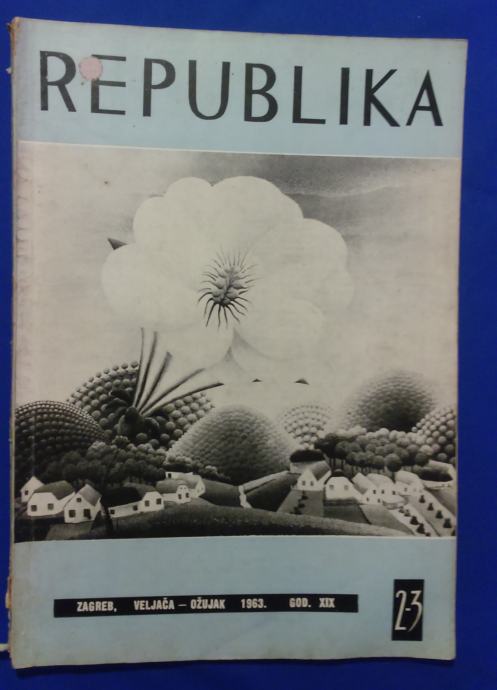 REPUBLIKA
ZAGREB, VELJAČA — OŽUJAK 1963. GOD. XIX
2-3